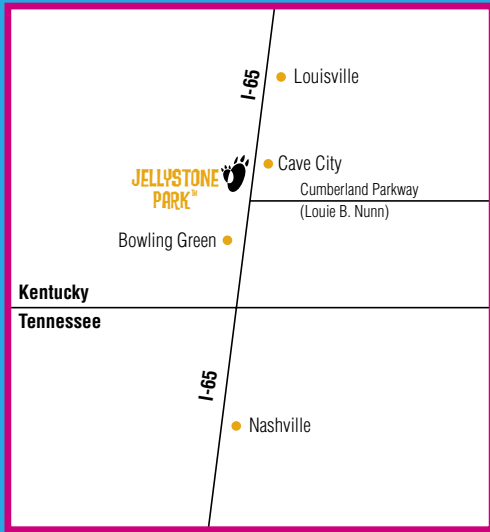 I-65
Louisville
Cave City
JELLYSTONE
PARK™
Cumberland Parkway
(Louie B. Nunn)
Bowling Green
Kentucky
Tennessee
I-65
Nashville